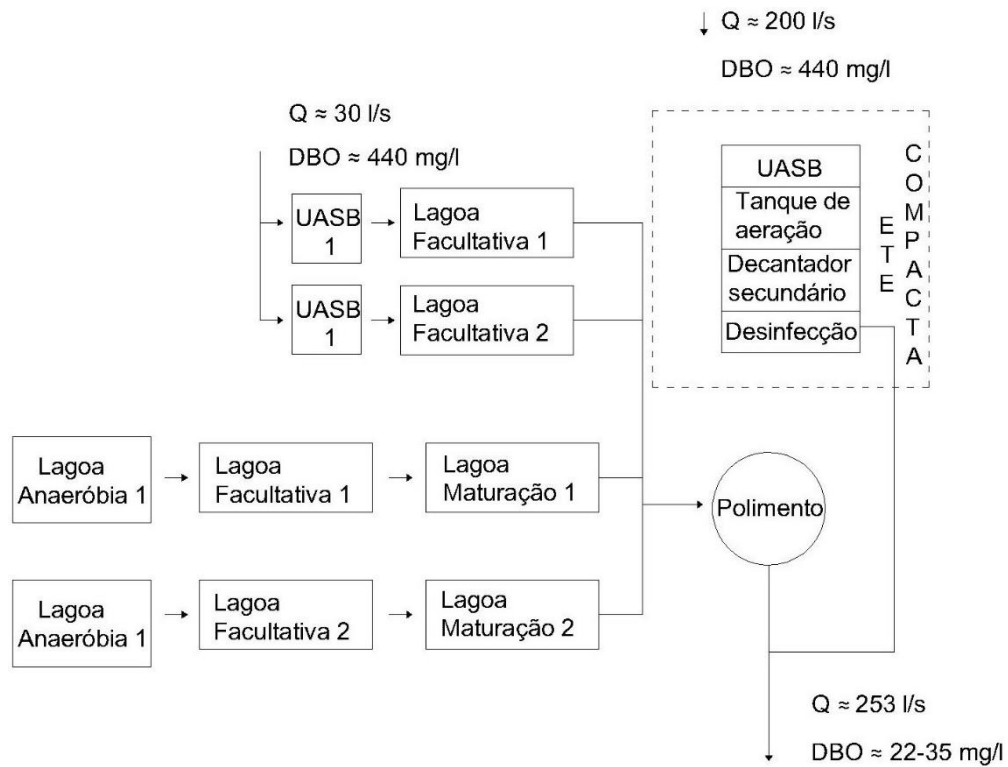 Q ≈ 200 l/s
DBO ≈ 440 mg/l
Q ≈ 30 l/s
DBO ≈ 440 mg/l
UASB
1
Lagoa
Facultativa 1
UASB
1
Lagoa
Facultativa 2
UASB
Tanque de
aeração
Decantador
secundário
Desinfecção
ETE
COMPACTA
Lagoa
Anaeróbia 1
Lagoa
Facultativa 1
Lagoa
Maturação 1
Polimento
Lagoa
Anaeróbia 1
Lagoa
Facultativa 2
Lagoa
Maturação 2
Q ≈ 253 l/s
DBO ≈ 22-35 mg/l